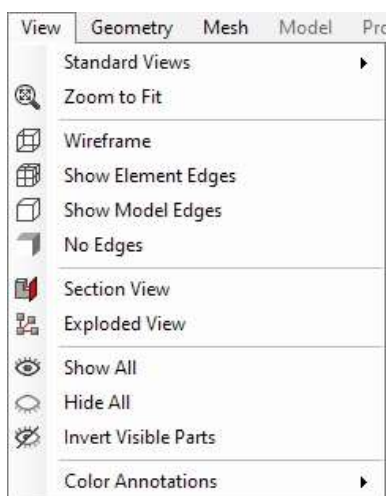 View Geometry Mesh Model
Standard Views
Zoom to Fit
Wireframe
Show Element Edges
Show Model Edges
No Edges
Section View
Exploded View
Show All
Hide All
Invert Visible Parts
Color Annotations